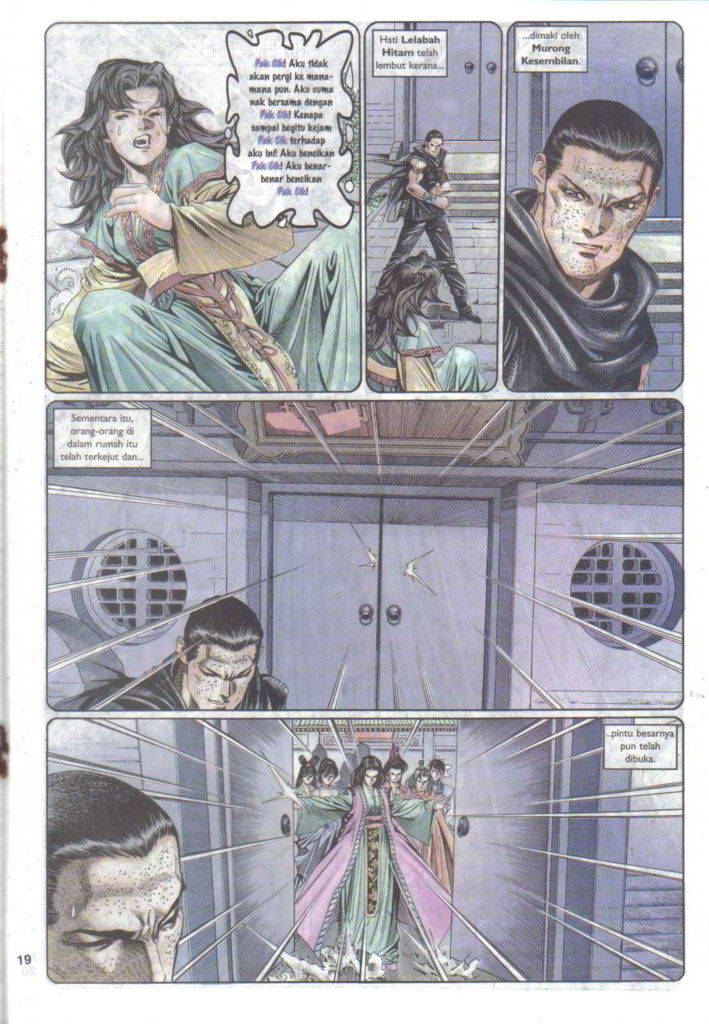 Pak Cik! Aku tidak
akan pergi ke mana-
mana pun. Aku cuma
nak bersama dengan
Pak Cik! Kenapa
sampai begitu kejam
Pak Cik terhadap
aku ini! Aku bencikan
Pak Cik! Aku benar-
benar bencikan
Pak Cik!
Hati Lelabah
Hitam telah
lembut kerana...
...dimaki oleh
Murong
Kesembilan.
Sementara itu,
orang-orang di
dalam rumah itu
telah terkejut dan...
..pintu besarnya
pun telah
dibuka.
19